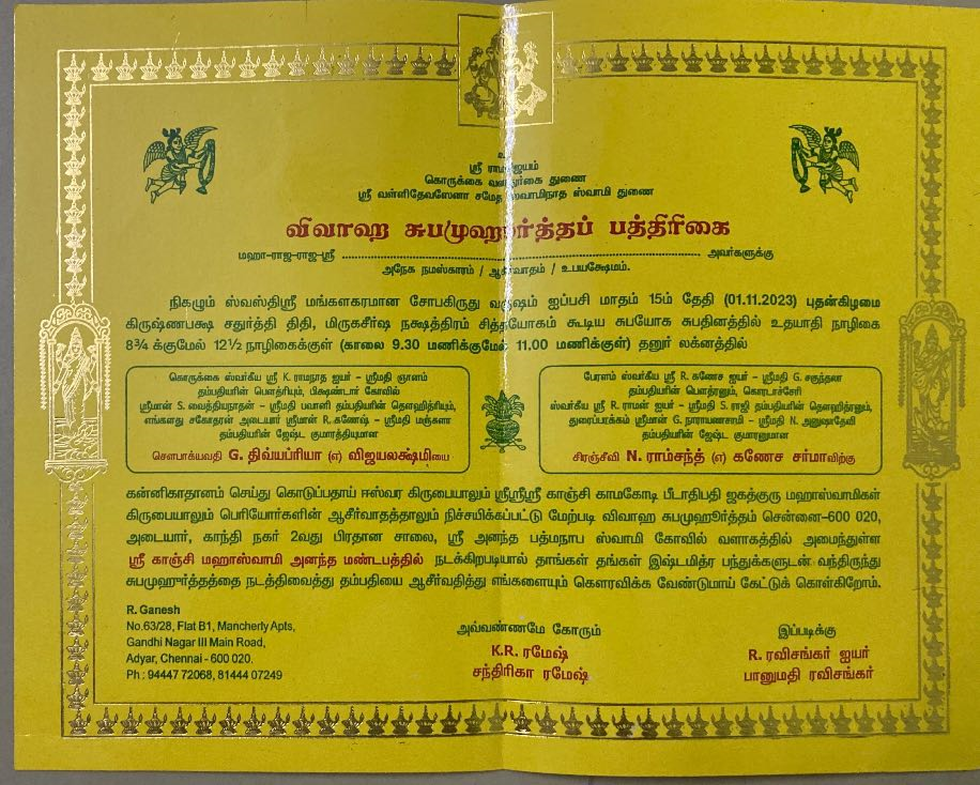 உ
ஸ்ரீ ராமஜெயம்
கொருக்கை வனதுர்கை துணை
ஸ்ரீ வள்ளிதேவஸேனா சமேத ஸ்வாமிநாத ஸ்வாமி துணை
விவாஹ சுபமுஹூர்த்தப் பத்திரிகை
மஹா-ராஜ-ராஜ-ஸ்ரீ ........................ அவர்களுக்கு
அநேக நமஸ்காரம் / ஆசீர்வாதம் / உபயக்ஷேமம்.
நிகழும் ஸ்வஸ்திஸ்ரீ மங்களகரமான சோபகிருது வருஷம் ஐப்பசி மாதம் 15ம் தேதி (01.11.2023) புதன்கிழமை
கிருஷ்ணபக்ஷ சதுர்த்தி திதி, மிருகசீர்ஷ நக்ஷத்திரம் சித்தயோகம் கூடிய சுபயோக சுபதினத்தில் உதயாதி நாழிகை
8¾ க்குமேல் 12½ நாழிகைக்குள் (காலை 9.30 மணிக்குமேல் 11.00 மணிக்குள்) தனுர் லக்னத்தில்
கொருக்கை ஸ்வர்கீய ஸ்ரீ K. ராமநாத ஐயர் – ஸ்ரீமதி ஞானம்
தம்பதியரின் பௌத்ரியும், பிக்ஷண்டார் கோவில்
ஸ்ரீமான் S. வைத்தியநாதன் – ஸ்ரீமதி பவானி தம்பதியரின் தௌஹித்ரியும்,
எங்களது சகோதரன் அடையார் ஸ்ரீமான் R. கணேஷ் – ஸ்ரீமதி மஞ்சுளா
தம்பதியரின் ஜேஷ்ட குமாரத்தியுமான
சௌபாக்யவதி G. திவ்யப்ரியா (எ) விஜயலக்ஷ்மியை
பேரளம் ஸ்வர்கீய ஸ்ரீ R. கணேச ஐயர் – ஸ்ரீமதி G. சகுந்தலா
தம்பதியரின் பௌத்ரனும், கொரடாச்சேரி
ஸ்வர்கீய ஸ்ரீ R. ராமன் ஐயர் – ஸ்ரீமதி S. ராஜி தம்பதியரின் தௌஹித்ரனும்,
துரைப்பாக்கம் ஸ்ரீமான் G. நாராயணசாமி – ஸ்ரீமதி N. அனுஷாதேவி
தம்பதியரின் ஜேஷ்ட குமாரனுமான
சிரஞ்சீவி N. ராம்சந்த் (எ) கணேச சர்மாவிற்கு
கன்னிகாதானம் செய்து கொடுப்பதாய் ஈஸ்வர கிருபையாலும் ஸ்ரீஸ்ரீஸ்ரீ காஞ்சி காமகோடி பீடாதிபதி ஜகத்குரு மஹாஸ்வாமிகள்
கிருபையாலும் பெரியோர்களின் ஆசீர்வாதத்தாலும் நிச்சயிக்கப்பட்டு மேற்படி விவாஹ சுபமுஹூர்த்தம் சென்னை–600 020,
அடையார், காந்தி நகர் 2வது பிரதான சாலை, ஸ்ரீ அனந்த பத்மநாப ஸ்வாமி கோவில் வளாகத்தில் அமைந்துள்ள
ஸ்ரீ காஞ்சி மஹாஸ்வாமி அனந்த மண்டபத்தில் நடக்கிறபடியால் தாங்கள் தங்கள் இஷ்டமித்ர பந்துக்களுடன் வந்திருந்து
சுபமுஹுர்த்தத்தை நடத்திவைத்து தம்பதியை ஆசீர்வதித்து எங்களையும் கௌரவிக்க வேண்டுமாய் கேட்டுக் கொள்கிறோம்.
R. Ganesh
No.63/28, Flat B1, Mancherly Apts,
Gandhi Nagar III Main Road,
Adyar, Chennai - 600 020.
Ph : 94447 72068, 81444 07249
அவ்வண்ணமே கோரும்
K.R. ரமேஷ்
சந்திரிகா ரமேஷ்
இப்படிக்கு
R. ரவிசங்கர் ஐயர்
பானுமதி ரவிசங்கர்